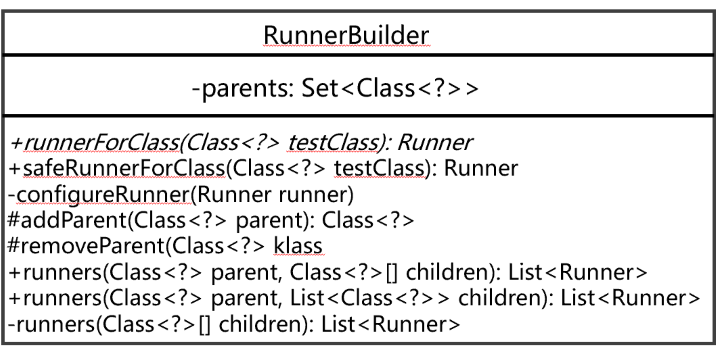 RunnerBuilder
-parents: Set<Class<?>>
+runnerForClass(Class<?> testClass): Runner
+safeRunnerForClass(Class<?> testClass): Runner
-configureRunner(Runner runner)
#addParent(Class<?> parent): Class<?>
#removeParent(Class<?> klass
+runners(Class<?> parent, Class<?>[] children): List<Runner>
+runners(Class<?> parent, List<Class<?>> children): List<Runner>
-runners(Class<?>[] children): List<Runner>